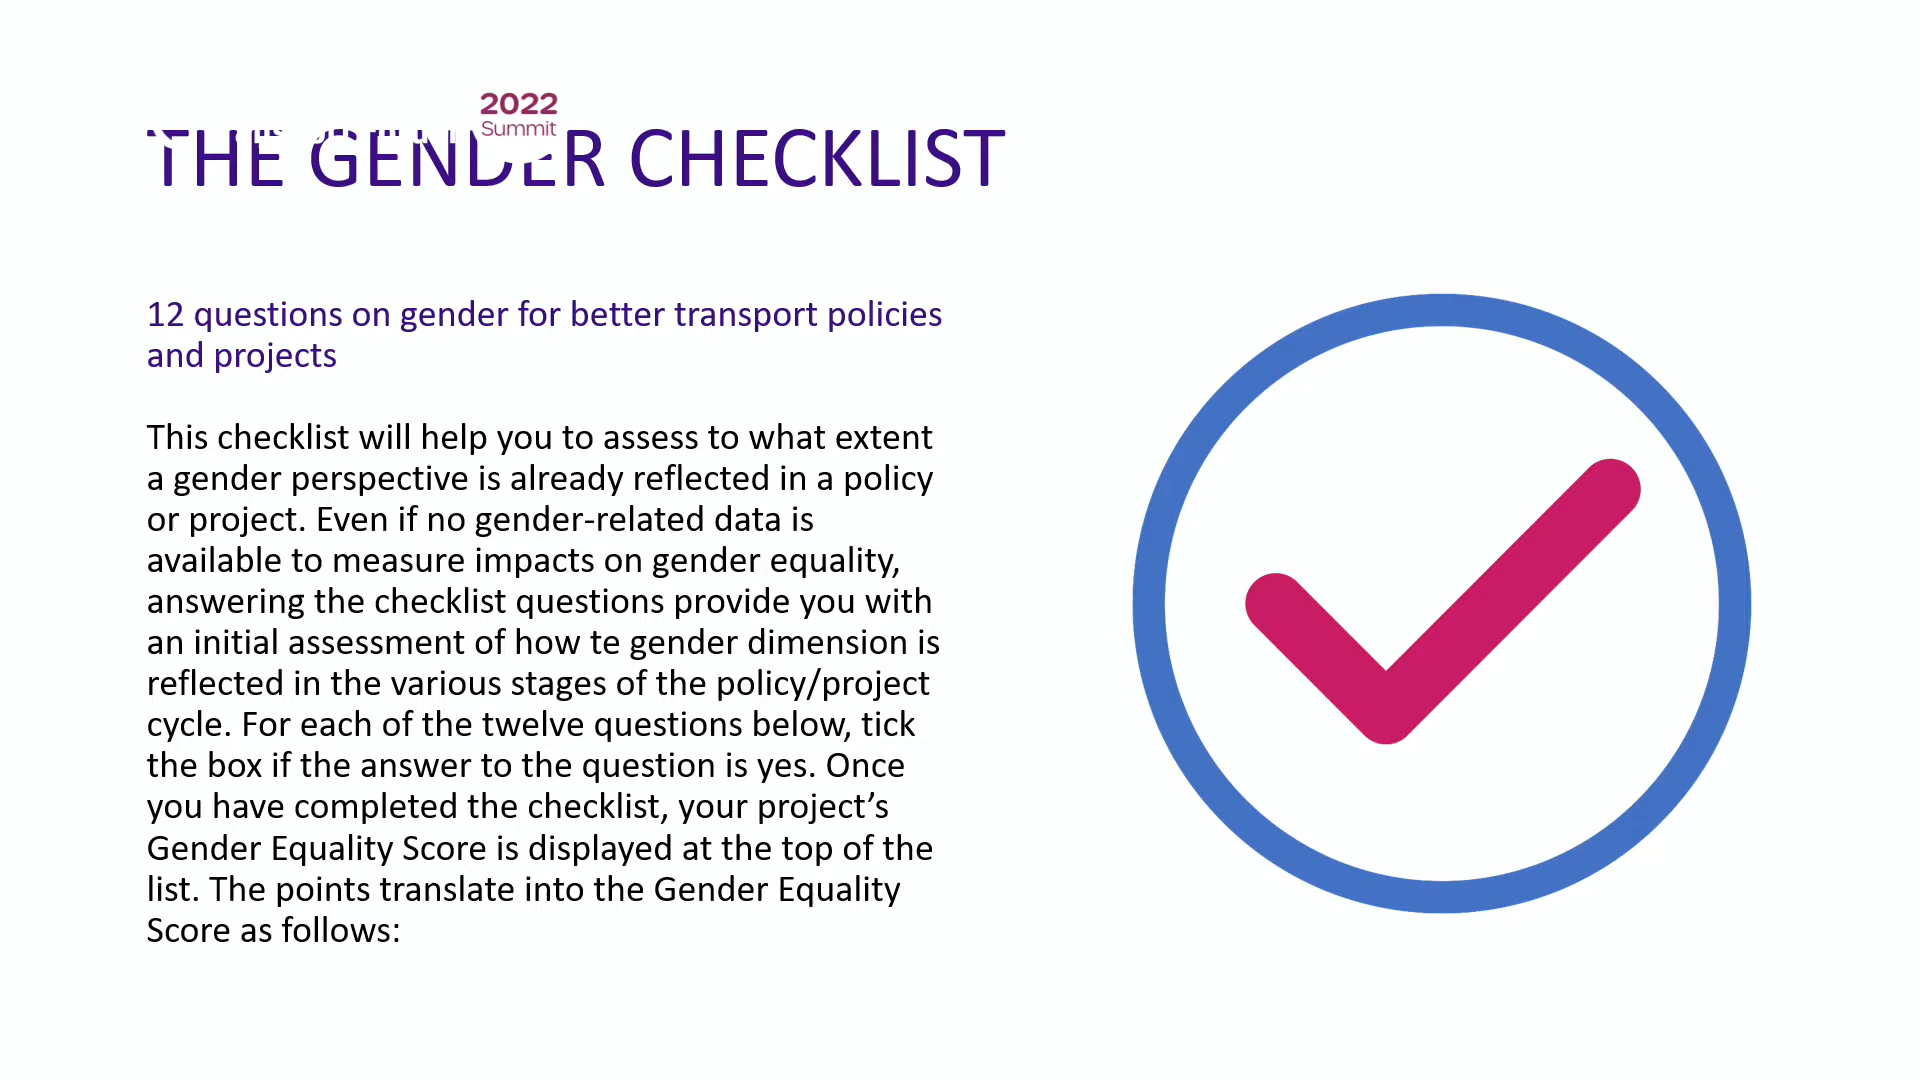 2022
Summit
THE GENDER CHECKLIST
12 questions on gender for better transport policies
and projects
This checklist will help you to assess to what extent
a gender perspective is already reflected in a policy
or project. Even if no gender-related data is
available to measure impacts on gender equality,
answering the checklist questions provide you with
an initial assessment of how te gender dimension is
reflected in the various stages of the policy/project
cycle. For each of the twelve questions below, tick
the box if the answer to the question is yes. Once
you have completed the checklist, your project’s
Gender Equality Score is displayed at the top of the
list. The points translate into the Gender Equality
Score as follows: